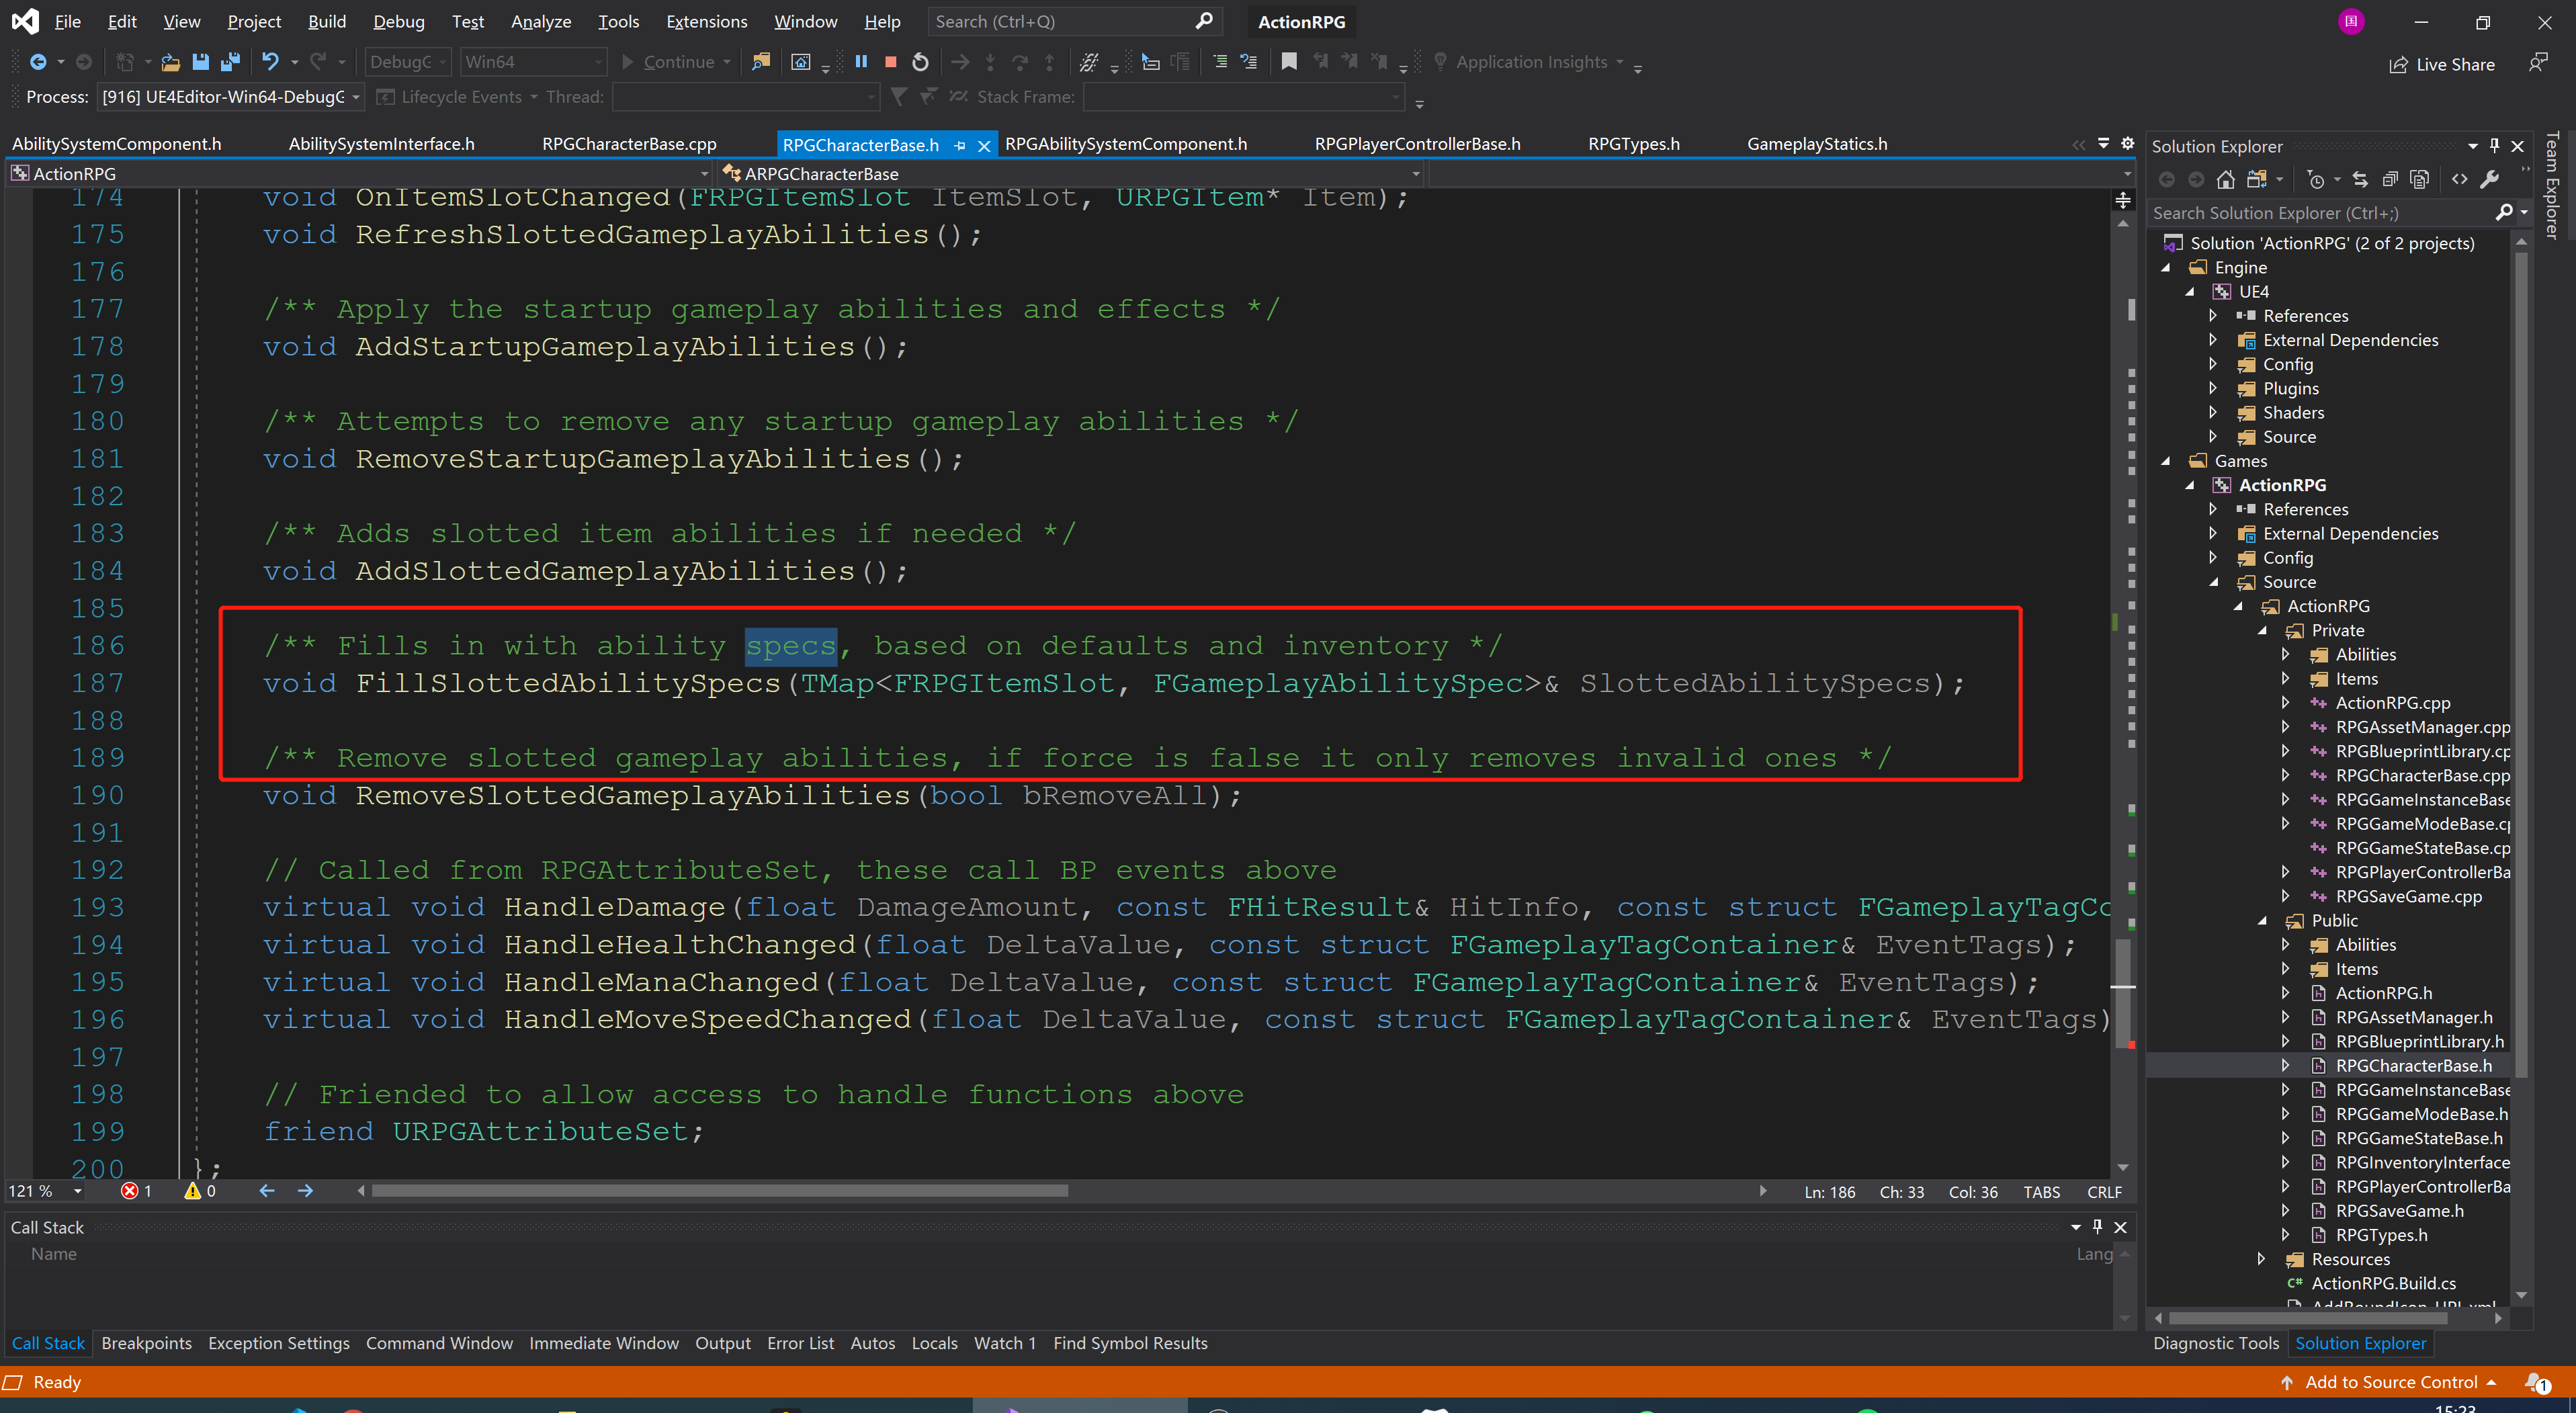 File Edit View Project Build Debug Test Analyze Tools Extensions Window Help Search (Ctrl+Q) ActionRPG 国
DebugG Win64 Continue Application Insights Live Share
Process: [916] UE4Editor-Win64-DebugG Lifecycle Events Thread: Stack Frame:
AbilitySystemComponent.h AbilitySystemInterface.h RPGCharacterBase.cpp RPGCharacterBase.h RPGAbilitySystemComponent.h RPGPlayerControllerBase.h RPGTypes.h GameplayStatics.h
ActionRPG ARPGCharacterBase
174 void OnItemSlotChanged(FRPGItemSlot ItemSlot, URPGItem* Item);
175 void RefreshSlottedGameplayAbilities();
176
177 /** Apply the startup gameplay abilities and effects */
178 void AddStartupGameplayAbilities();
179
180 /** Attempts to remove any startup gameplay abilities */
181 void RemoveStartupGameplayAbilities();
182
183 /** Adds slotted item abilities if needed */
184 void AddSlottedGameplayAbilities();
185
186 /** Fills in with ability specs, based on defaults and inventory */
187 void FillSlottedAbilitySpecs(TMap<FRPGItemSlot, FGameplayAbilitySpec>& SlottedAbilitySpecs);
188
189 /** Remove slotted gameplay abilities, if force is false it only removes invalid ones */
190 void RemoveSlottedGameplayAbilities(bool bRemoveAll);
191
192 // Called from RPGAttributeSet, these call BP events above
193 virtual void HandleDamage(float DamageAmount, const FHitResult& HitInfo, const struct FGameplayTagCo
194 virtual void HandleHealthChanged(float DeltaValue, const struct FGameplayTagContainer& EventTags);
195 virtual void HandleManaChanged(float DeltaValue, const struct FGameplayTagContainer& EventTags);
196 virtual void HandleMoveSpeedChanged(float DeltaValue, const struct FGameplayTagContainer& EventTags)
197
198 // Friended to allow access to handle functions above
199 friend URPGAttributeSet;
200 };
121 % 1 0 Ln: 186 Ch: 33 Col: 36 TABS CRLF
Call Stack
Name Lang
Call Stack Breakpoints Exception Settings Command Window Immediate Window Output Error List Autos Locals Watch 1 Find Symbol Results
Solution Explorer
Search Solution Explorer (Ctrl+;)
Solution 'ActionRPG' (2 of 2 projects)
Engine
UE4
References
External Dependencies
Config
Plugins
Shaders
Source
Games
ActionRPG
References
External Dependencies
Config
Source
ActionRPG
Private
Abilities
Items
ActionRPG.cpp
RPGAssetManager.cpp
RPGBlueprintLibrary.cp
RPGCharacterBase.cpp
RPGGameInstanceBase
RPGGameModeBase.cp
RPGGameStateBase.cp
RPGPlayerControllerBa
RPGSaveGame.cpp
Public
Abilities
Items
ActionRPG.h
RPGAssetManager.h
RPGBlueprintLibrary.h
RPGCharacterBase.h
RPGGameInstanceBase
RPGGameModeBase.h
RPGGameStateBase.h
RPGInventoryInterface
RPGPlayerControllerBa
RPGSaveGame.h
RPGTypes.h
Resources
ActionRPG.Build.cs
Diagnostic Tools Solution Explorer
Team Explorer
Ready Add to Source Control 1
15:23